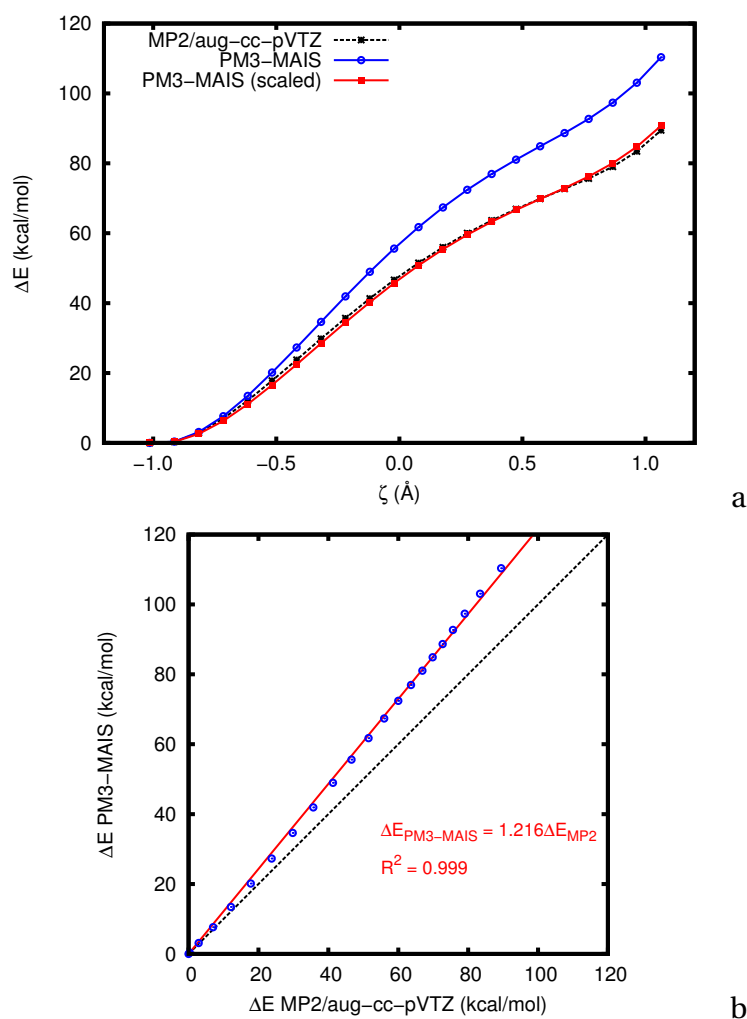 MP2/aug-cc-pVTZ
PM3-MAIS
PM3-MAIS (scaled)
120
100
80
60
40
20
0
ΔE (kcal/mol)
-1.0 -0.5 0.0 0.5 1.0
ζ (Å)
a
120
100
80
60
40
20
0
ΔE PM3-MAIS (kcal/mol)
ΔE_PM3-MAIS = 1.216ΔE_MP2
R² = 0.999
0 20 40 60 80 100 120
ΔE MP2/aug-cc-pVTZ (kcal/mol)
b